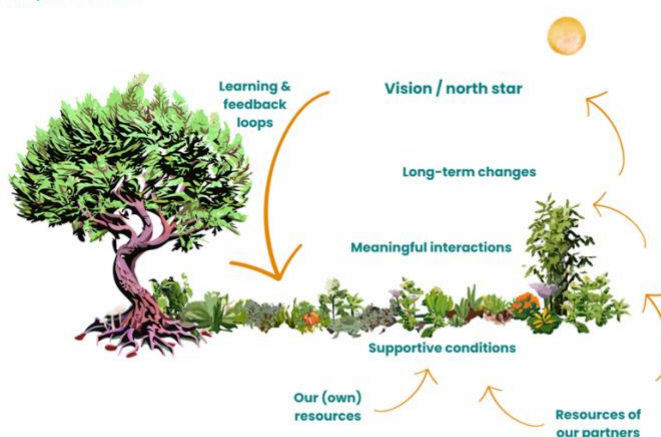 Learning &
feedback
loops
Vision / north star
Long-term changes
Meaningful interactions
Supportive conditions
Our (own)
resources
Resources of
our partners